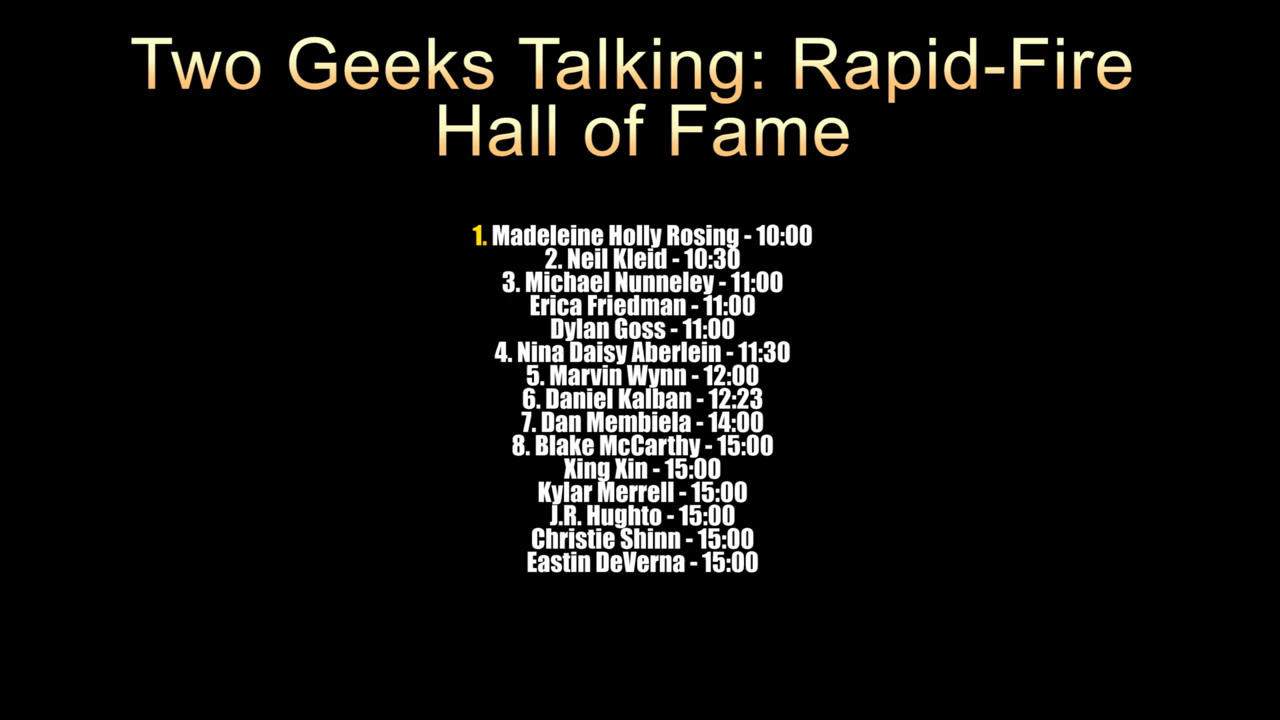 Two Geeks Talking: Rapid-Fire
Hall of Fame
1. Madeleine Holly Rosing - 10:00
2. Neil Kleid - 10:30
3. Michael Nunneley - 11:00
Erica Friedman - 11:00
Dylan Goss - 11:00
4. Nina Daisy Aberlein - 11:30
5. Marvin Wynn - 12:00
6. Daniel Kalban - 12:23
7. Dan Membiela - 14:00
8. Blake McCarthy - 15:00
Xing Xin - 15:00
Kylar Merrell - 15:00
J.R. Hughto - 15:00
Christie Shinn - 15:00
Eastin DeVerna - 15:00